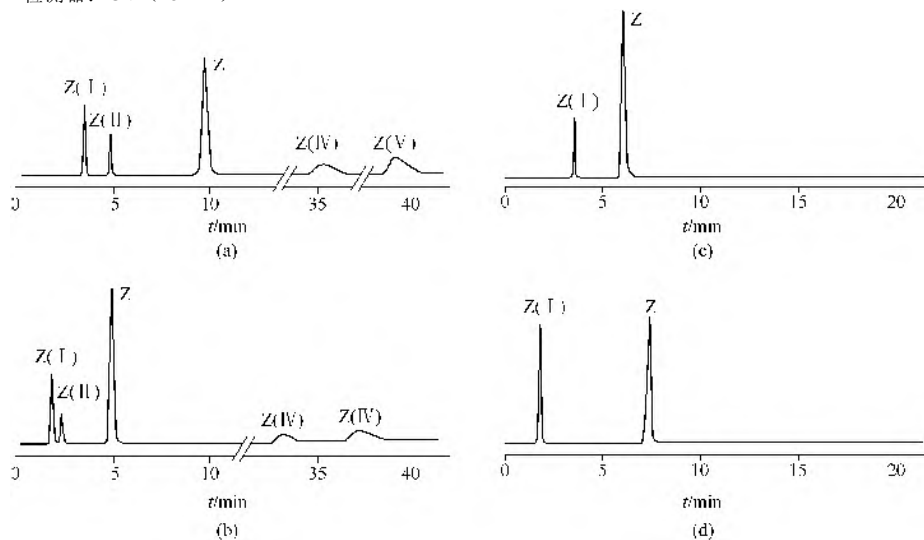 Z(Ⅰ)
Z(II)
Z
Z(IV)
Z(V)
0 5 10 35 40
t/min
(a)
Z(Ⅰ)
Z(II)
Z
Z(IV)
Z(IV)
0 5 10 35 40
t/min
(b)
Z(Ⅰ)
Z
0 5 10 15 20
t/min
(c)
Z(Ⅰ)
Z
0 5 10 15 20
t/min
(d)